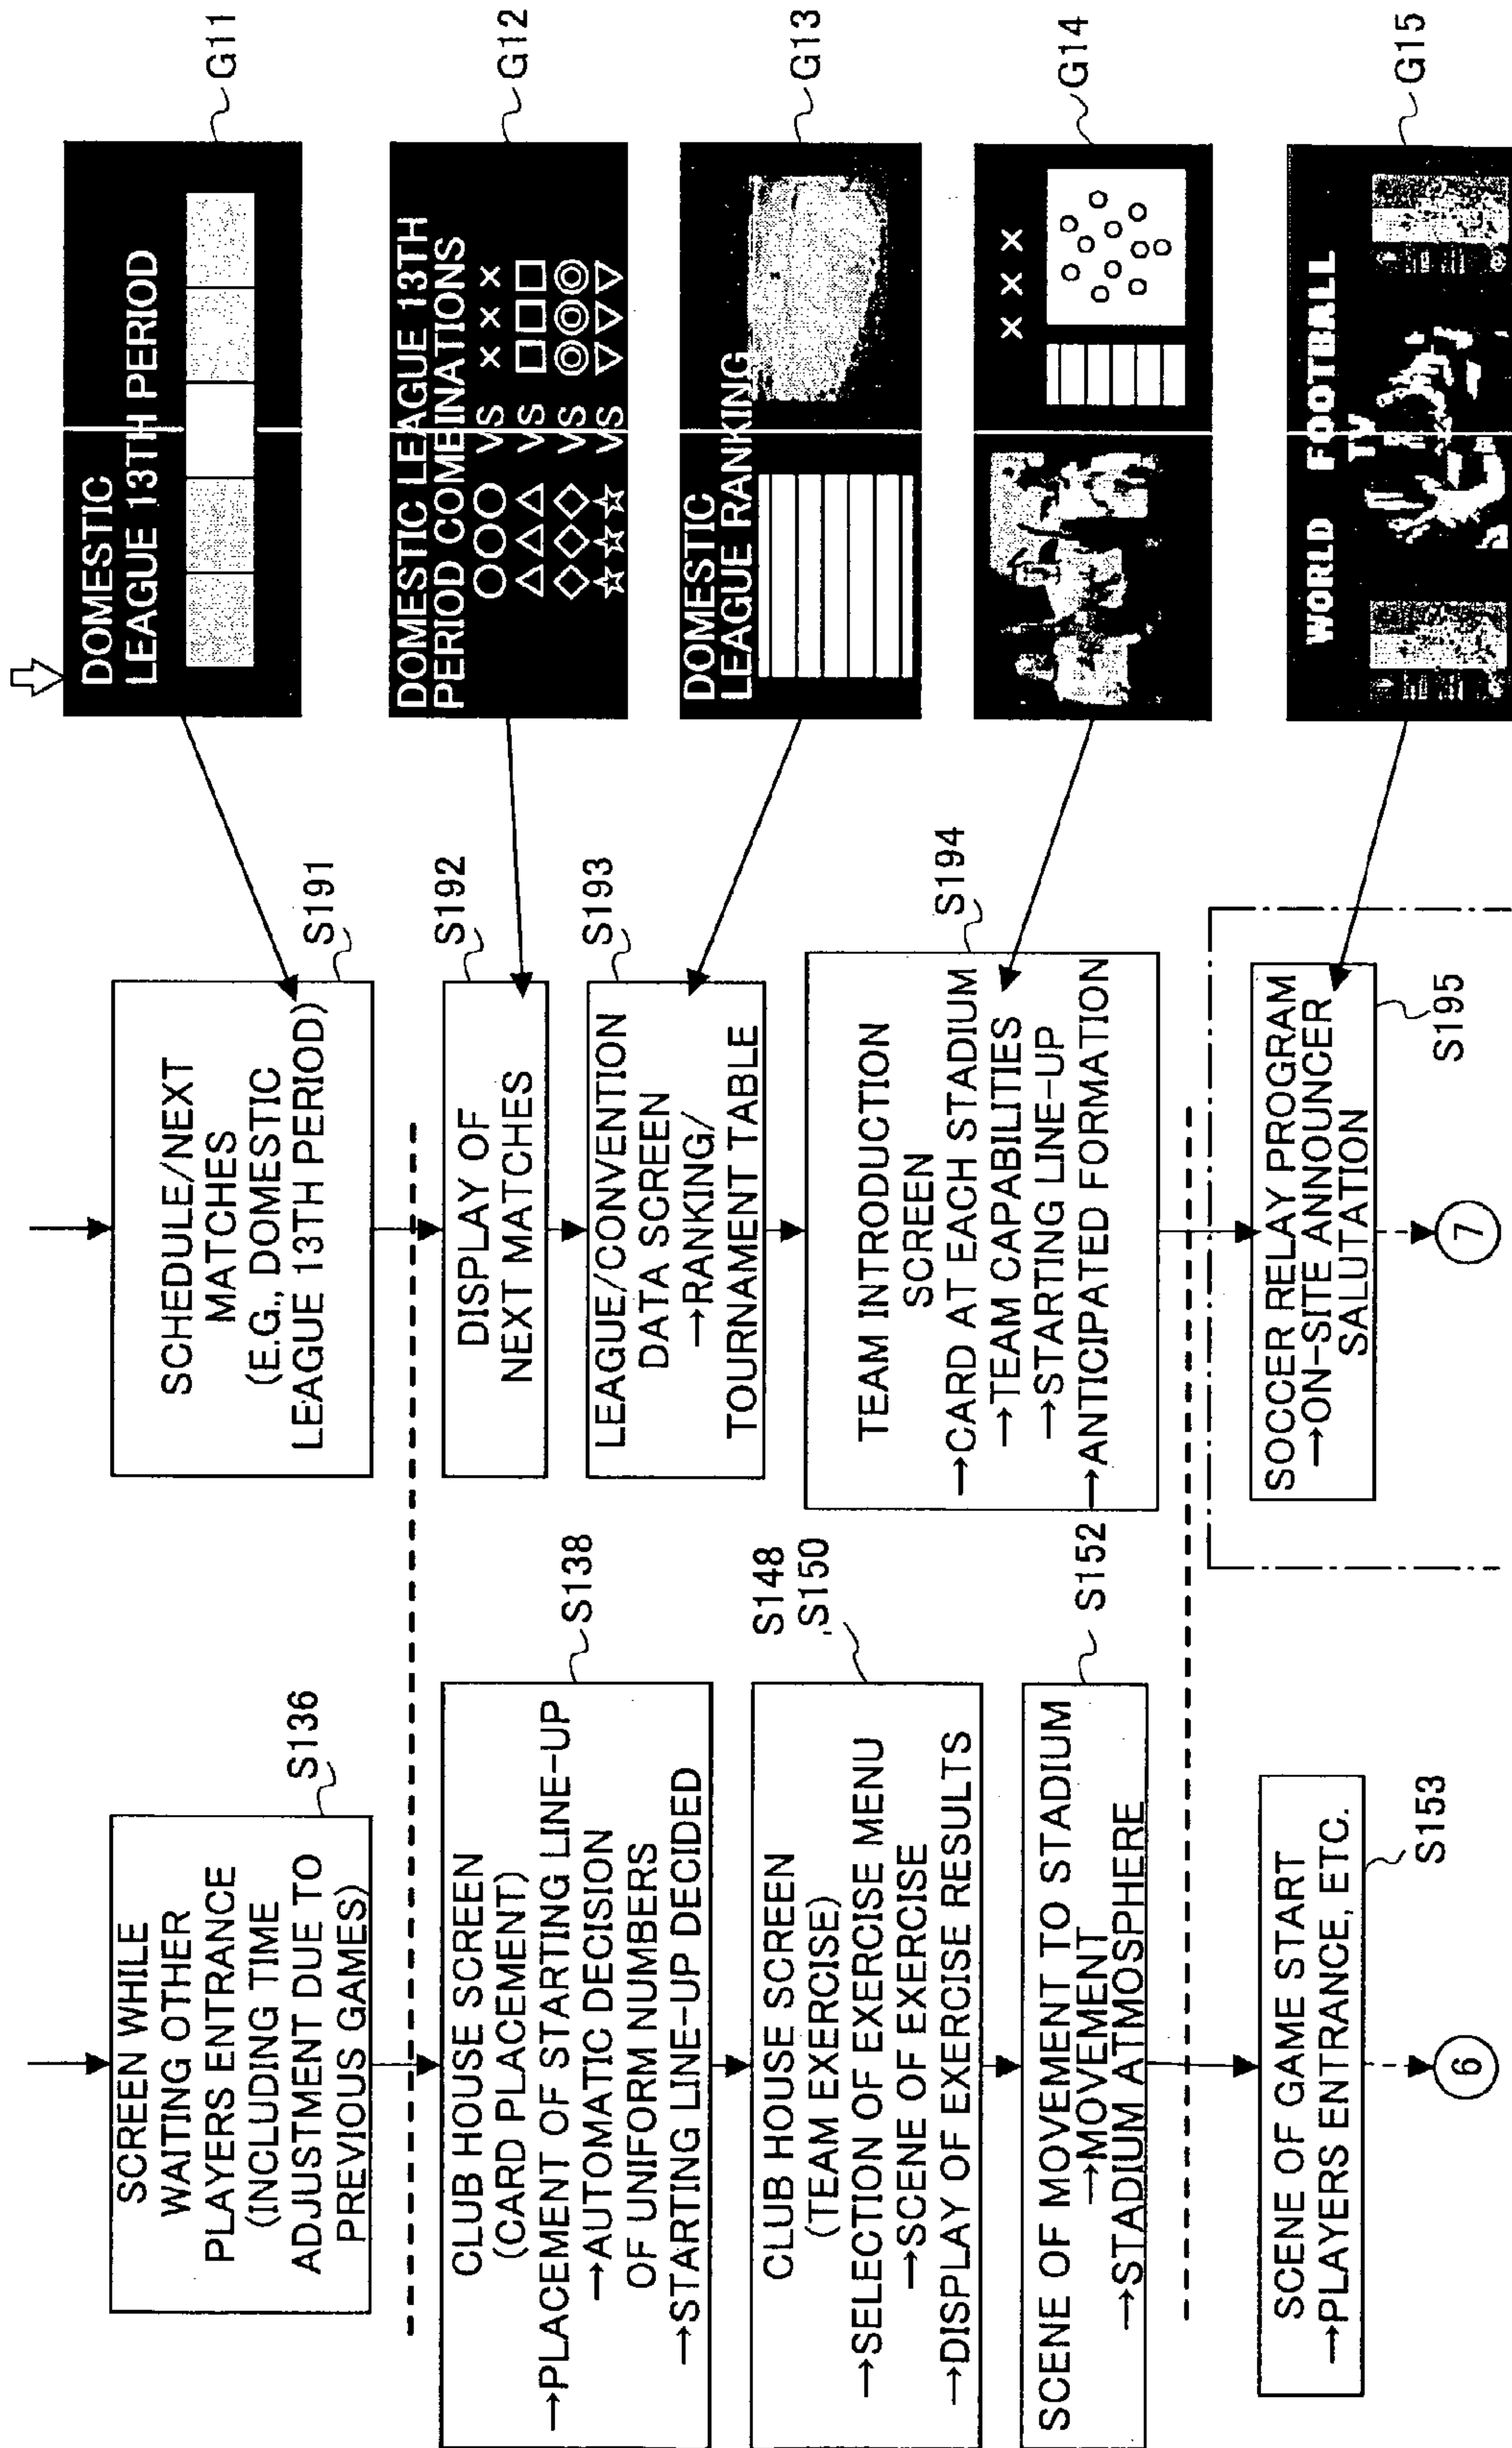 SCREEN WHILE
WAITING OTHER
PLAYERS ENTRANCE
(INCLUDING TIME
ADJUSTMENT DUE TO
PREVIOUS GAMES)
S136
CLUB HOUSE SCREEN
(CARD PLACEMENT)
→PLACEMENT OF STARTING LINE-UP
→AUTOMATIC DECISION
OF UNIFORM NUMBERS
→STARTING LINE-UP DECIDED
S138
CLUB HOUSE SCREEN
(TEAM EXERCISE)
→SELECTION OF EXERCISE MENU
→SCENE OF EXERCISE
→DISPLAY OF EXERCISE RESULTS
S148
,S150
SCENE OF MOVEMENT TO STADIUM
→MOVEMENT
→STADIUM ATMOSPHERE
S152
SCENE OF GAME START
→PLAYERS ENTRANCE, ETC.
S153
6
SCHEDULE/NEXT
MATCHES
(E.G., DOMESTIC
LEAGUE 13TH PERIOD)
S191
DISPLAY OF
NEXT MATCHES
S192
LEAGUE/CONVENTION
DATA SCREEN
→RANKING/
TOURNAMENT TABLE
S193
TEAM INTRODUCTION
SCREEN
→CARD AT EACH STADIUM
→TEAM CAPABILITIES
→STARTING LINE-UP
→ANTICIPATED FORMATION
S194
SOCCER RELAY PROGRAM
→ON-SITE ANNOUNCER
SALUTATION
S195
7
DOMESTIC
LEAGUE 13TH PERIOD
G11
DOMESTIC LEAGUE 13TH
PERIOD COMBINATIONS
○○○ VS ×××
△△△ VS □□□
◇◇◇ VS ◎◎◎
☆☆☆ VS ▽▽▽
G12
DOMESTIC
LEAGUE RANKING
G13
×××
G14
WORLD FOOTBALL
TV
G15